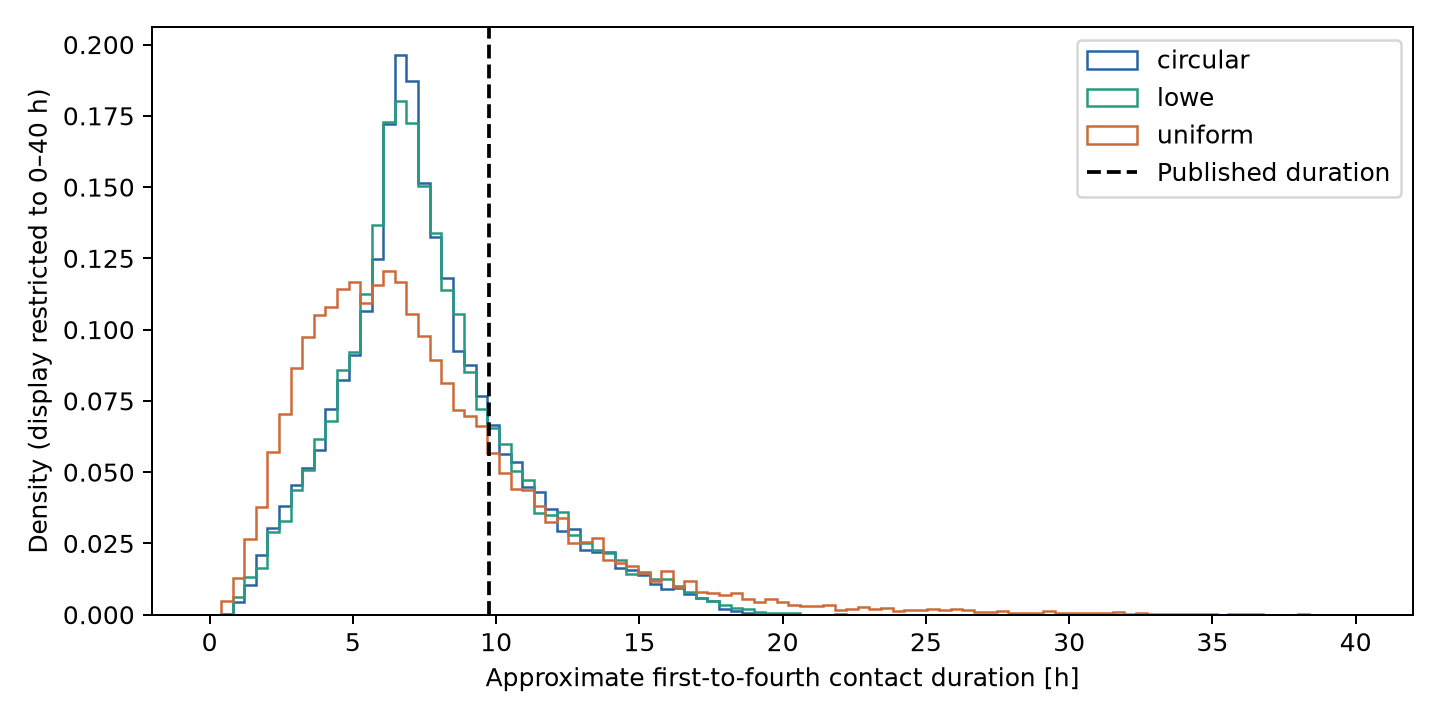 Density (display restricted to 0–40 h)
0.200
0.175
0.150
0.125
0.100
0.075
0.050
0.025
0.000
circular
lowe
uniform
Published duration
0 5 10 15 20 25 30 35 40
Approximate first-to-fourth contact duration [h]